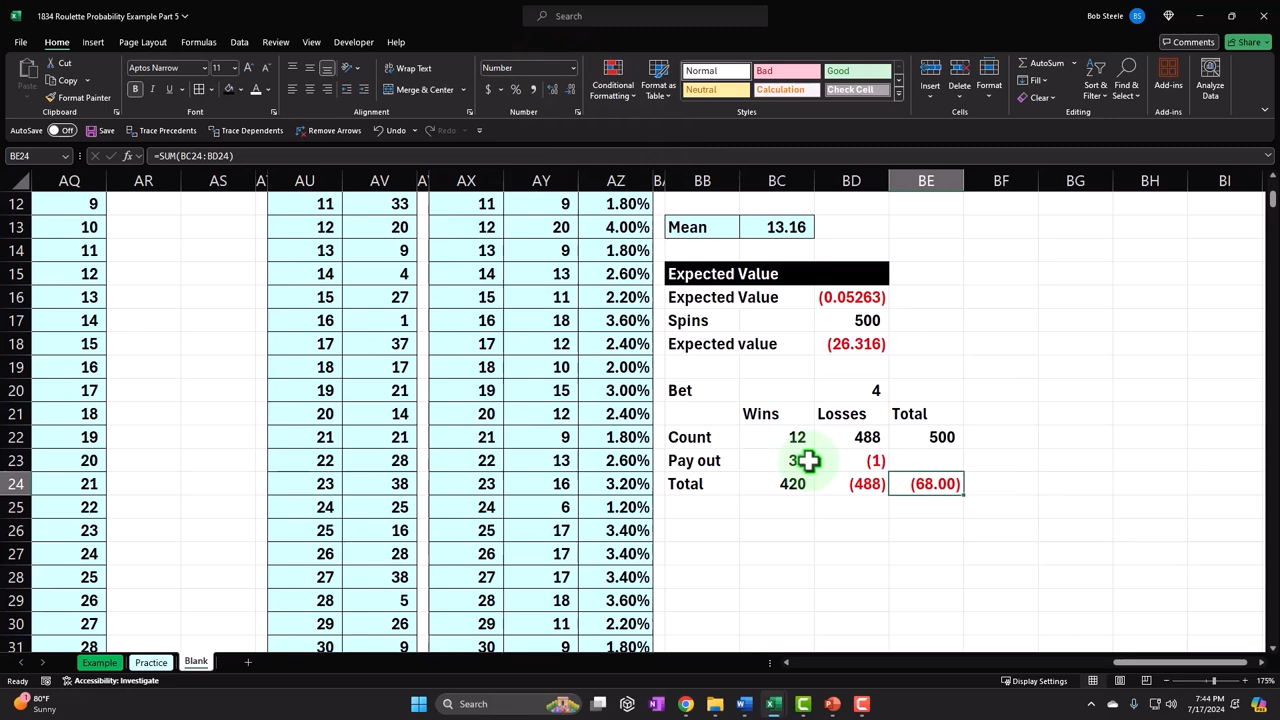 1834 Roulette Probability Example Part 5
Search
Bob Steele
BS
File Home Insert Page Layout Formulas Data Review View Developer Help
Comments
Share
Cut
Copy
Format Painter
Clipboard
Aptos Narrow 11
Font
Wrap Text
Merge & Center
Alignment
Number
Number
Conditional Formatting
Format as Table
Normal Bad Good
Neutral Calculation Check Cell
Styles
Insert Delete Format
Cells
AutoSum
Fill
Clear
Sort & Filter
Find & Select
Editing
Add-ins
Add-ins
Analyze Data
AutoSave Off Save Trace Precedents Trace Dependents Remove Arrows Undo Redo
BE24 =SUM(BC24:BD24)
AQ AR AS AU AV AX AY AZ BB BC BD BE BF BG BH BI
12 9 11 33 11 9 1.80%
13 10 12 20 12 20 4.00% Mean 13.16
14 11 13 9 13 9 1.80%
15 12 14 4 14 13 2.60% Expected Value
16 13 15 27 15 11 2.20% Expected Value (0.05263)
17 14 16 1 16 18 3.60% Spins 500
18 15 17 37 17 12 2.40% Expected value (26.316)
19 16 18 17 18 10 2.00%
20 17 19 21 19 15 3.00% Bet 4
21 18 20 14 20 12 2.40% Wins Losses Total
22 19 21 21 21 9 1.80% Count 12 488 500
23 20 22 28 22 13 2.60% Pay out (1)
24 21 23 38 23 16 3.20% Total 420 (488) (68.00)
25 22 24 25 24 6 1.20%
26 23 25 16 25 17 3.40%
27 24 26 28 26 17 3.40%
28 25 27 38 27 17 3.40%
29 26 28 5 28 18 3.60%
30 27 29 26 29 11 2.20%
31 28 30 9 30 9 1.80%
Example Practice Blank
Ready Accessibility: Investigate Display Settings 175%
80°F
Sunny
Search
7:44 PM
7/17/2024